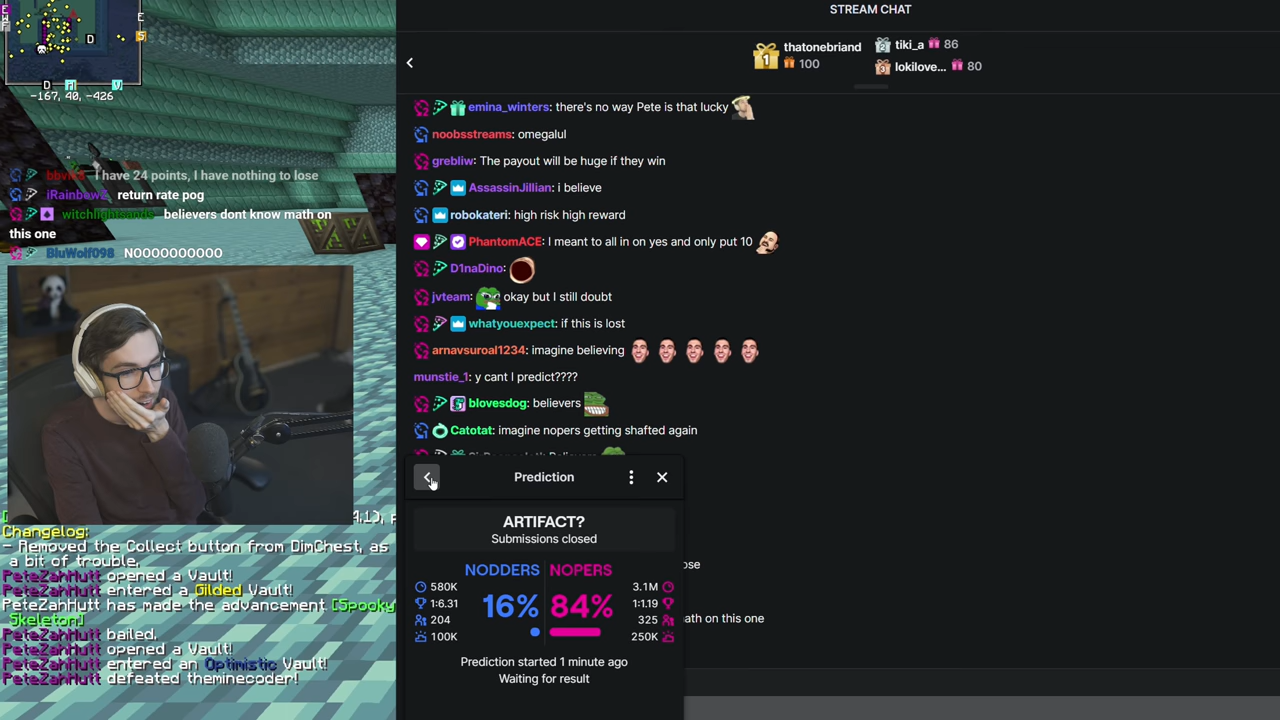 E
E
D
S
D
-167, 40, -426
bbvi: I have 24 points, I have nothing to lose
iRainbow: return rate pog
witchlightsands believers dont know math on
this one
BluWolf098 NOOOOOOOOOO
Changelog:
- Removed the Collect button from DimChest, as
a bit of trouble.
PeteZahHutt opened a Vault!
PeteZahHutt entered a Gilded Vault!
PeteZahHutt has made the advancement [Spooky
Skeleton]
PeteZahHutt bailed.
PeteZahHutt opened a Vault!
PeteZahHutt entered an Optimistic Vault!
PeteZahHutt defeated theminecoder!
STREAM CHAT
1 thatonebriand
100
2 tiki_a 86
3 lokilove... 80
emina_winters: there's no way Pete is that lucky
noobsstreams: omegalul
grebliw: The payout will be huge if they win
AssassinJillian: i believe
robokateri: high risk high reward
PhantomACE: I meant to all in on yes and only put 10
D1naDino:
jvteam: okay but I still doubt
whatyouexpect: if this is lost
arnavsuroal1234: imagine believing
munstie_1: y cant I predict????
blovesdog: believers
Catotat: imagine nopers getting shafted again
Prediction
ARTIFACT?
Submissions closed
NODDERS NOPERS
580K 3.1M
1:6.31 16% 84% 1:1.19
204 325
100K 250K
Prediction started 1 minute ago
Waiting for result
ose
ath on this one